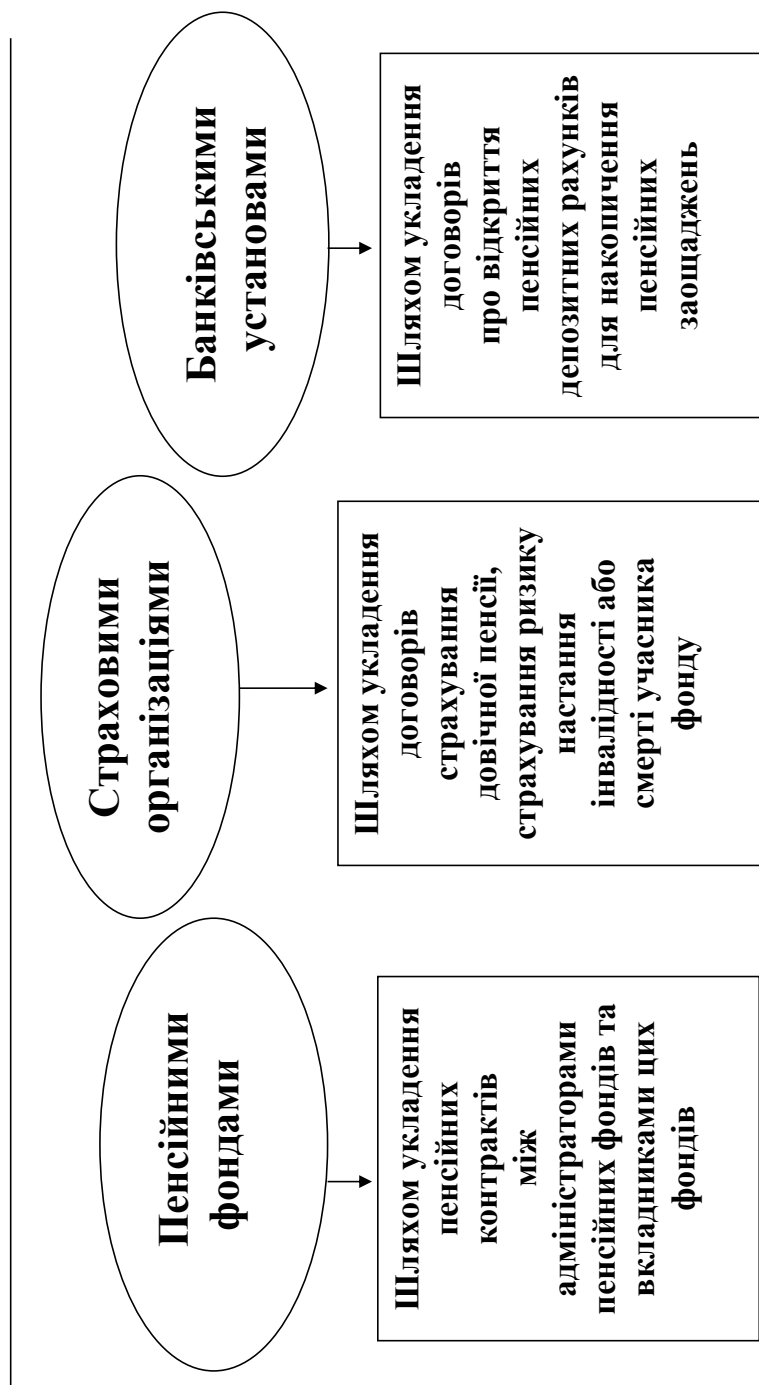 Пенсійними
фондами
Шляхом укладення
пенсійних
контрактів
між
адміністраторами
пенсійних фондів та
вкладниками цих
фондів
Страховими
організаціями
Шляхом укладення
договорів
страхування
довічної пенсії,
страхування ризику
настання
інвалідності або
смерті учасника
фонду
Банківськими
установами
Шляхом укладення
договорів
про відкриття
пенсійних
депозитних рахунків
для накопичення
пенсійних
заощаджень